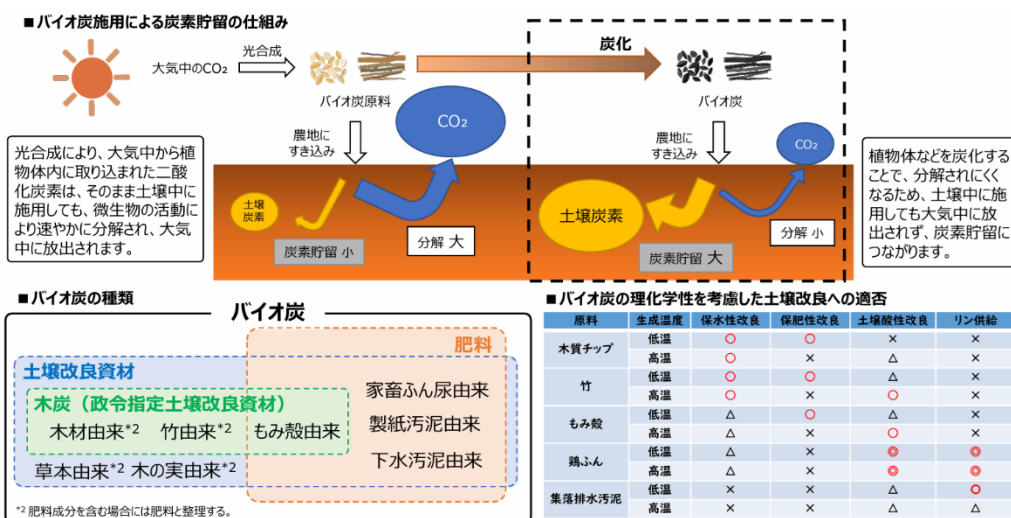 ■バイオ炭施用による炭素貯留の仕組み
大気中のCO₂
光合成
バイオ炭原料
炭化
バイオ炭
農地に
すき込み
CO₂
農地に
すき込み
CO₂
光合成により、大気中から植
物体内に取り込まれた二酸
化炭素は、そのまま土壌中に
施用しても、微生物の活動に
より速やかに分解され、大気
中に放出されます。
土壌
炭素
炭素貯留 小
分解 大
土壌炭素
炭素貯留 大
分解 小
植物体などを炭化する
ことで、分解されにくく
なるため、土壌中に施
用しても大気中に放
出されず、炭素貯留に
つながります。
■バイオ炭の種類
バイオ炭
肥料
土壌改良資材
木炭（政令指定土壌改良資材）
木材由来*2 竹由来*2 もみ殻由来
草本由来*2 木の実由来*2
家畜ふん尿由来
製紙汚泥由来
下水汚泥由来
*2 肥料成分を含む場合には肥料と整理する。
■バイオ炭の理化学性を考慮した土壌改良への適否
原料 生成温度 保水性改良 保肥性改良 土壌酸性改良 リン供給
木質チップ 低温 ○ ○ × ×
高温 ○ × △ ×
竹 低温 ○ ○ △ ×
高温 ○ × ○ ×
もみ殻 低温 △ ○ △ ×
高温 △ × ○ ×
鶏ふん 低温 △ × ◎ ◎
高温 △ × ◎ ◎
集落排水汚泥 低温 × × △ ○
高温 × × △ △